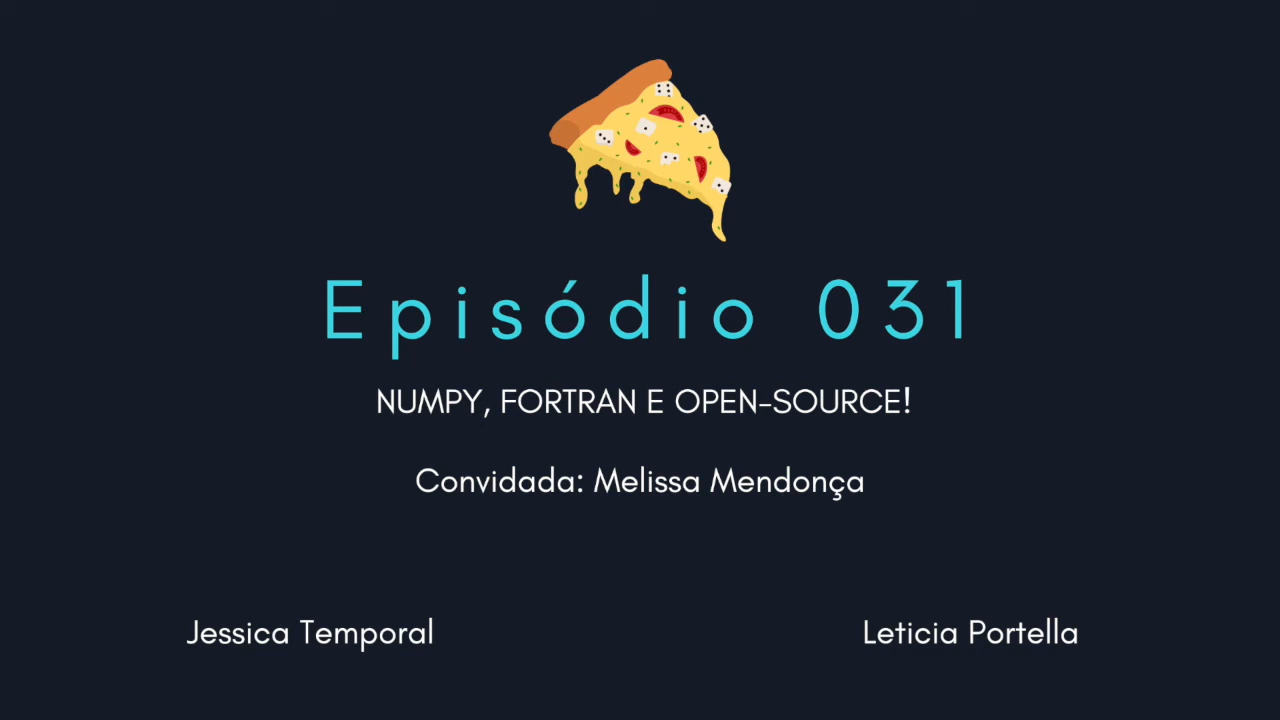 Episódio 031
NUMPY, FORTRAN E OPEN-SOURCE!
Convidada: Melissa Mendonça
Jessica Temporal
Leticia Portella